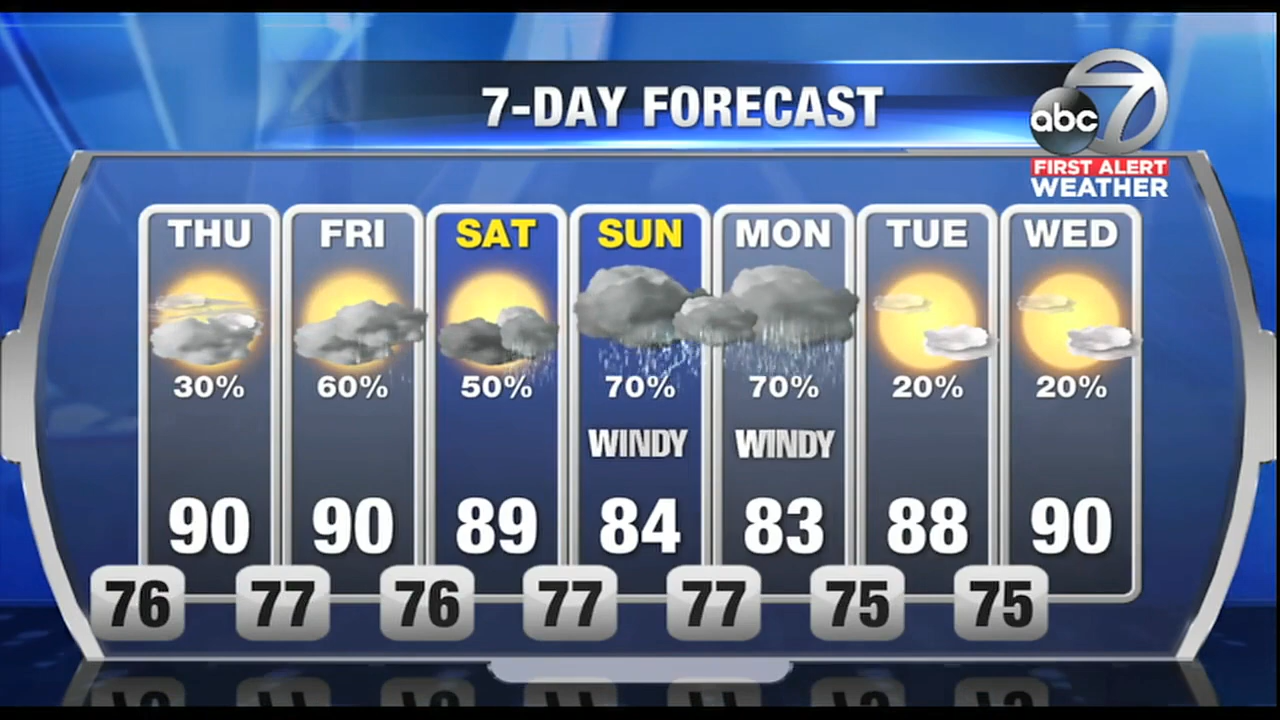 7-DAY FORECAST
abc 7
FIRST ALERT
WEATHER
THU FRI SAT SUN MON TUE WED
30% 60% 50% 70% 70% 20% 20%
WINDY WINDY
90 90 89 84 83 88 90
76 77 76 77 77 75 75